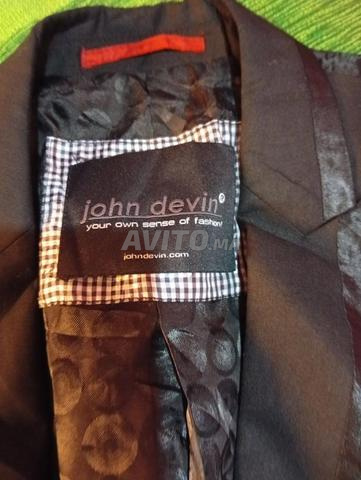 john devin®
your own sense of fashion!
AVITO.ma
johndevin.com